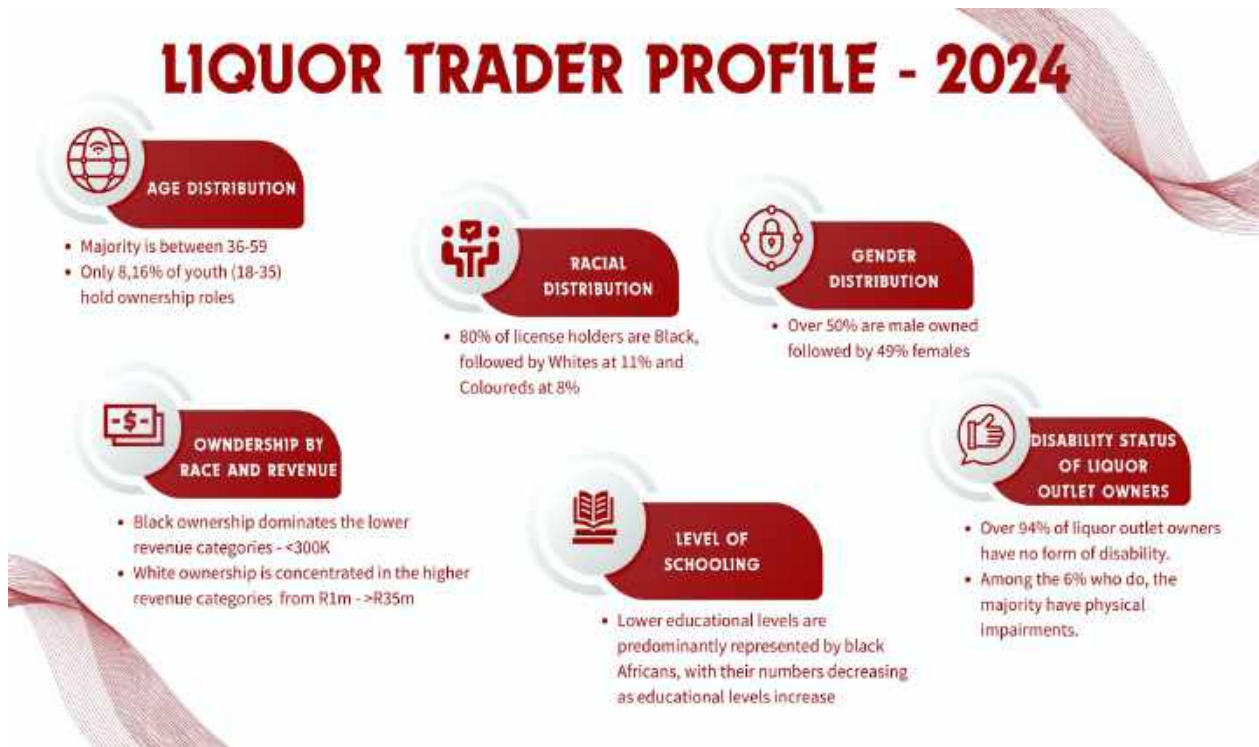 LIQUOR TRADER PROFILE - 2024
AGE DISTRIBUTION
• Majority is between 36-59
• Only 8,16% of youth (18-35)
hold ownership roles
RACIAL
DISTRIBUTION
• 80% of license holders are Black,
followed by Whites at 11% and
Coloureds at 8%
GENDER
DISTRIBUTION
• Over 50% are male owned
followed by 49% females
OWNDERSHIP BY
RACE AND REVENUE
• Black ownership dominates the lower
revenue categories - <300K
• White ownership is concentrated in the higher
revenue categories from R1m - >R35m
LEVEL OF
SCHOOLING
• Lower educational levels are
predominantly represented by black
Africans, with their numbers decreasing
as educational levels increase
DISABILITY STATUS
OF LIQUOR
OUTLET OWNERS
• Over 94% of liquor outlet owners
have no form of disability.
• Among the 6% who do, the
majority have physical
impairments.